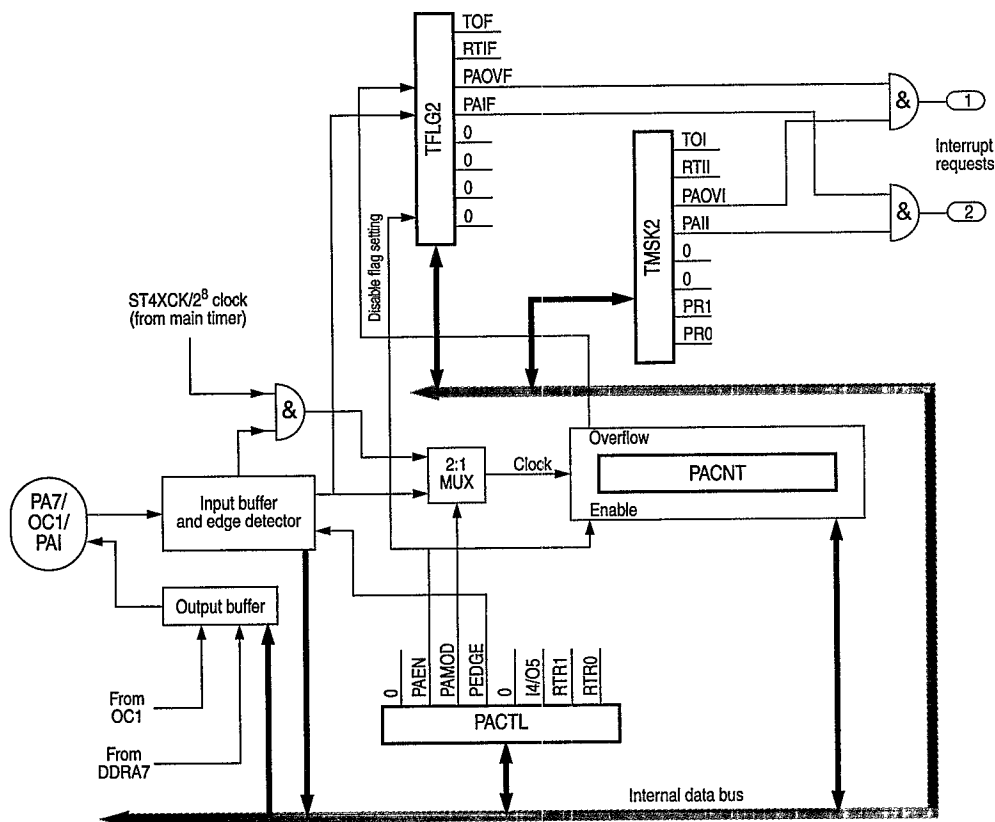 TOF
RTIF
PAOVF
PAIF
0
0
0
0
TFLG2
&
1
Interrupt
requests
&
2
TOI
RTII
PAOVI
PAII
0
0
PR1
PR0
TMSK2
Disable flag setting
ST4XCK/2⁸ clock
(from main timer)
&
2:1
MUX
Clock
Overflow
PACNT
Enable
PA7/
OC1/
PAI
Input buffer
and edge detector
Output buffer
From
OC1
From
DDRA7
0
PAEN
PAMOD
PEDGE
0
I4/O5
RTR1
RTR0
PACTL
Internal data bus